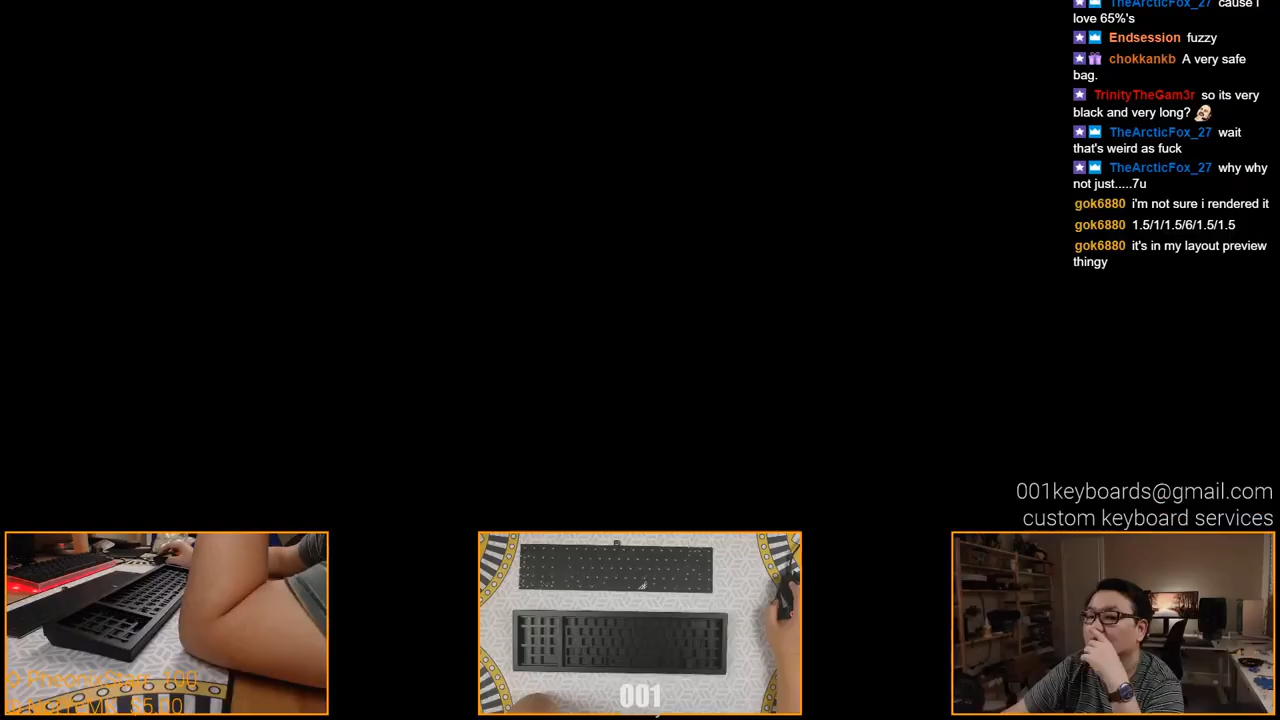 TheArcticFox_27 cause I
love 65%'s
Endsession fuzzy
chokkankb A very safe
bag.
TrinityTheGam3r so its very
black and very long?
TheArcticFox_27 wait
that's weird as fuck
TheArcticFox_27 why why
not just.....7u
gok6880 i'm not sure i rendered it
gok6880 1.5/1/1.5/6/1.5/1.5
gok6880 it's in my layout preview
thingy
001keyboards@gmail.com
custom keyboard services
001